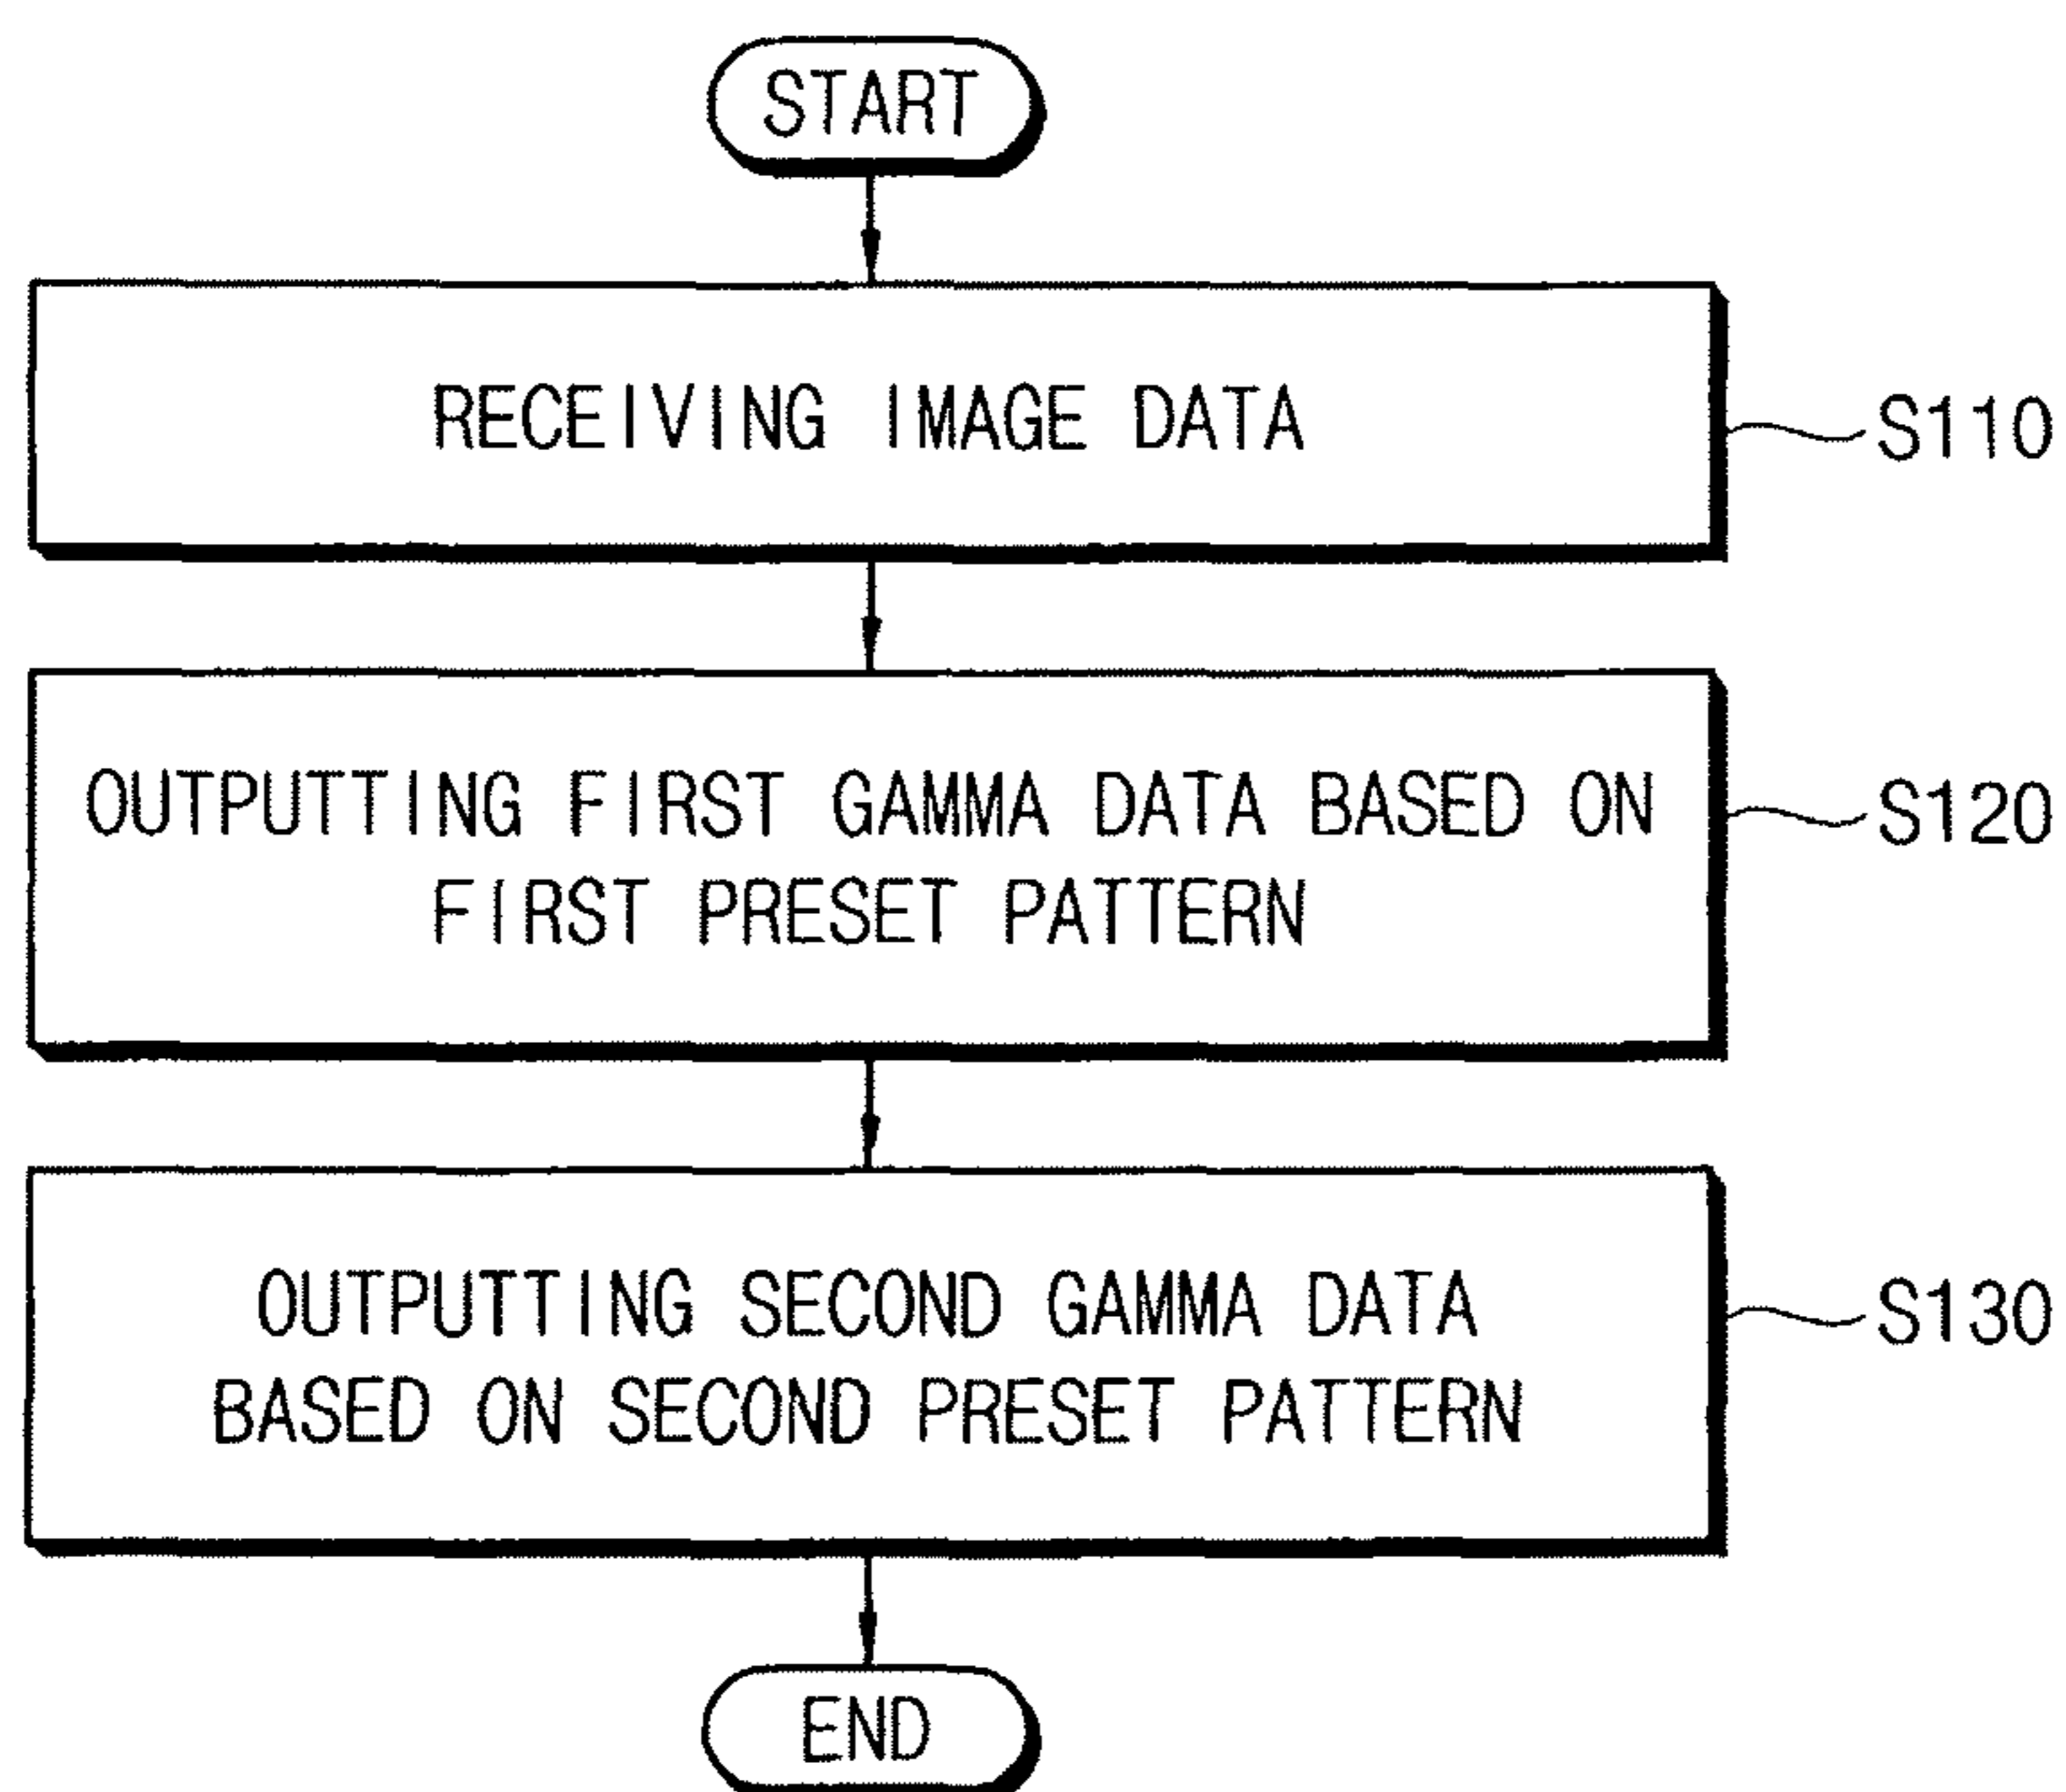 START
RECEIVING IMAGE DATA
S110
OUTPUTTING FIRST GAMMA DATA BASED ON
FIRST PRESET PATTERN
S120
OUTPUTTING SECOND GAMMA DATA
BASED ON SECOND PRESET PATTERN
S130
END